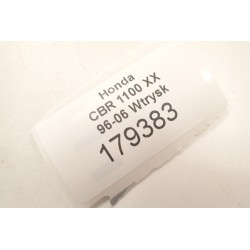 Honda
CBR 1100 XX
96-06 Wtrysk
179383